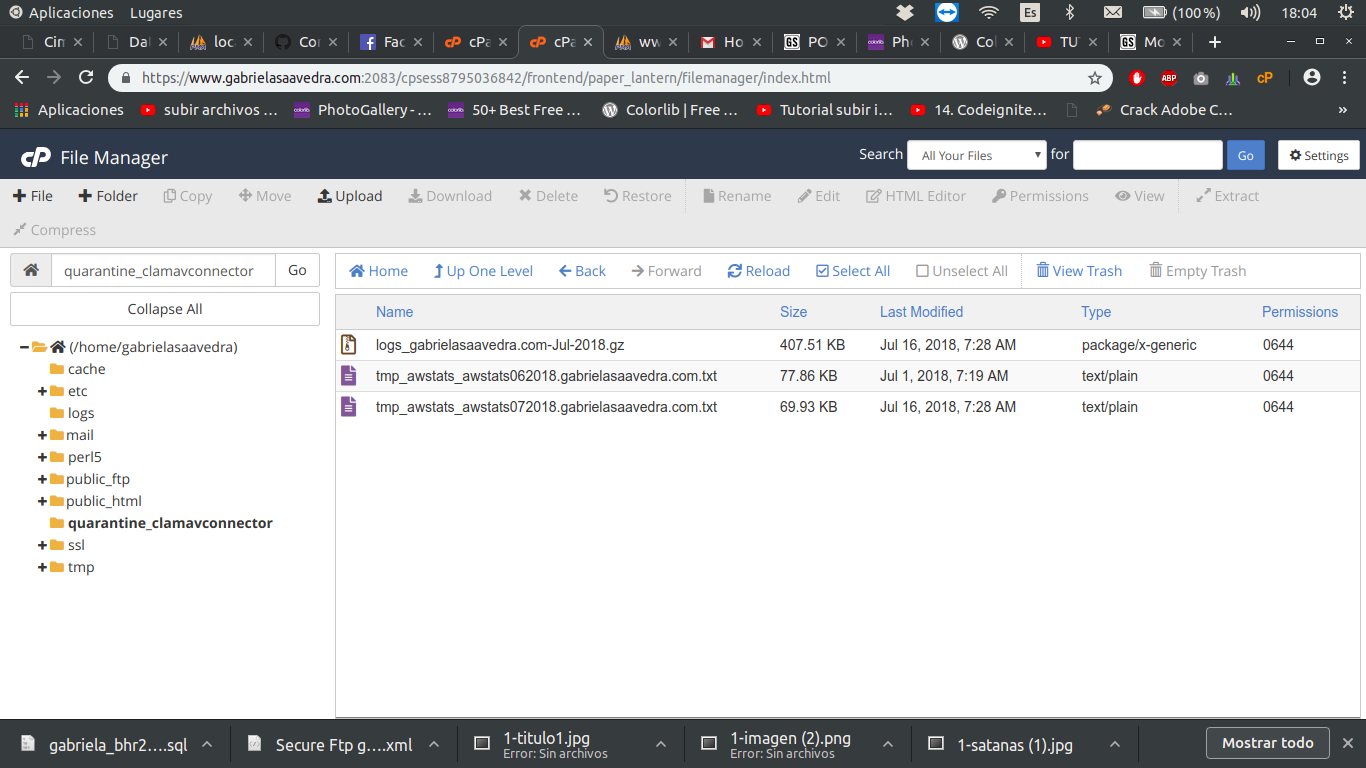 Aplicaciones Lugares Es (100 %) 18:04
Cin Dal loc Cor Fac cPa cPa ww Ho PO Pho Col TU Mo
https://www.gabrielasaavedra.com:2083/cpsess8795036842/frontend/paper_lantern/filemanager/index.html ABP cP
Aplicaciones subir archivos ... PhotoGallery - ... 50+ Best Free ... Colorlib | Free ... Tutorial subir i... 14. Codeignite... Crack Adobe C... »
cP File Manager Search All Your Files for Go Settings
File Folder Copy Move Upload Download Delete Restore Rename Edit HTML Editor Permissions View Extract
Compress
quarantine_clamavconnector Go Home Up One Level Back Forward Reload Select All Unselect All View Trash Empty Trash
Collapse All
Name Size Last Modified Type Permissions
logs_gabrielasaavedra.com-Jul-2018.gz 407.51 KB Jul 16, 2018, 7:28 AM package/x-generic 0644
tmp_awstats_awstats062018.gabrielasaavedra.com.txt 77.86 KB Jul 1, 2018, 7:19 AM text/plain 0644
tmp_awstats_awstats072018.gabrielasaavedra.com.txt 69.93 KB Jul 16, 2018, 7:28 AM text/plain 0644
(/home/gabrielasaavedra)
cache
etc
logs
mail
perl5
public_ftp
public_html
quarantine_clamavconnector
ssl
tmp
gabriela_bhr2....sql Secure Ftp g....xml 1-titulo1.jpg 1-imagen (2).png 1-satanas (1).jpg Mostrar todo
Error: Sin archivos Error: Sin archivos